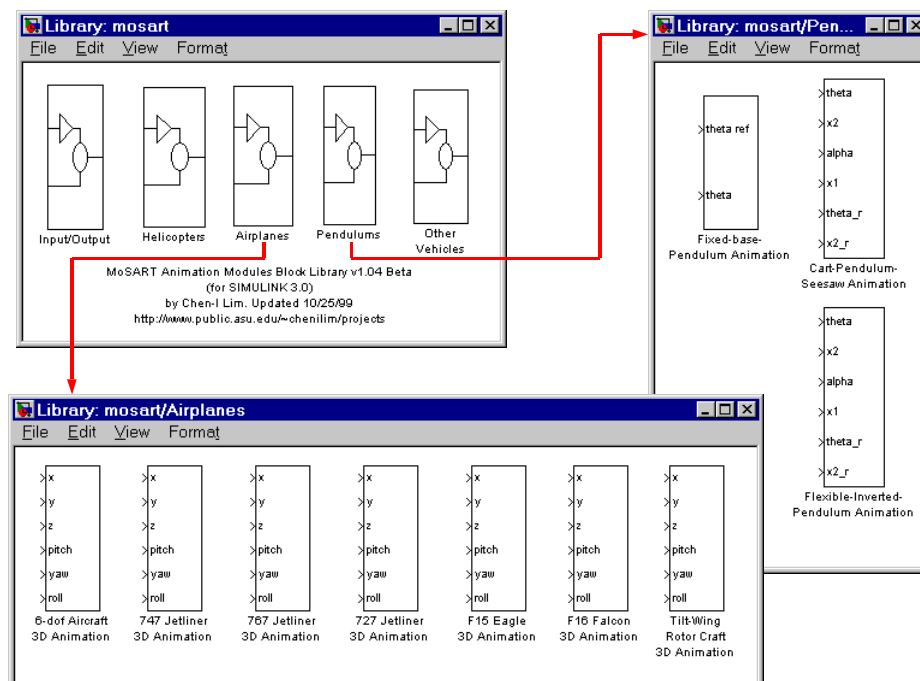 Library: mosart
File Edit View Format
Input/Output
Helicopters
Airplanes
Pendulums
Other
Vehicles
MoSART Animation Modules Block Library v1.04 Beta
(for SIMULINK 3.0)
by Chen-I Lim. Updated 10/25/99
http://www.public.asu.edu/~chenilim/projects
Library: mosart/Pen...
File Edit View Format
theta ref
theta
Fixed-base-
Pendulum Animation
theta
x2
alpha
x1
theta_r
x2_r
Cart-Pendulum-
Seesaw Animation
theta
x2
alpha
x1
theta_r
x2_r
Flexible-Inverted-
Pendulum Animation
Library: mosart/Airplanes
File Edit View Format
x
y
z
pitch
yaw
roll
6-dof Aircraft
3D Animation
x
y
z
pitch
yaw
roll
747 Jetliner
3D Animation
x
y
z
pitch
yaw
roll
767 Jetliner
3D Animation
x
y
z
pitch
yaw
roll
727 Jetliner
3D Animation
x
y
z
pitch
yaw
roll
F15 Eagle
3D Animation
x
y
z
pitch
yaw
roll
F16 Falcon
3D Animation
x
y
z
pitch
yaw
roll
Tilt-Wing
Rotor Craft
3D Animation